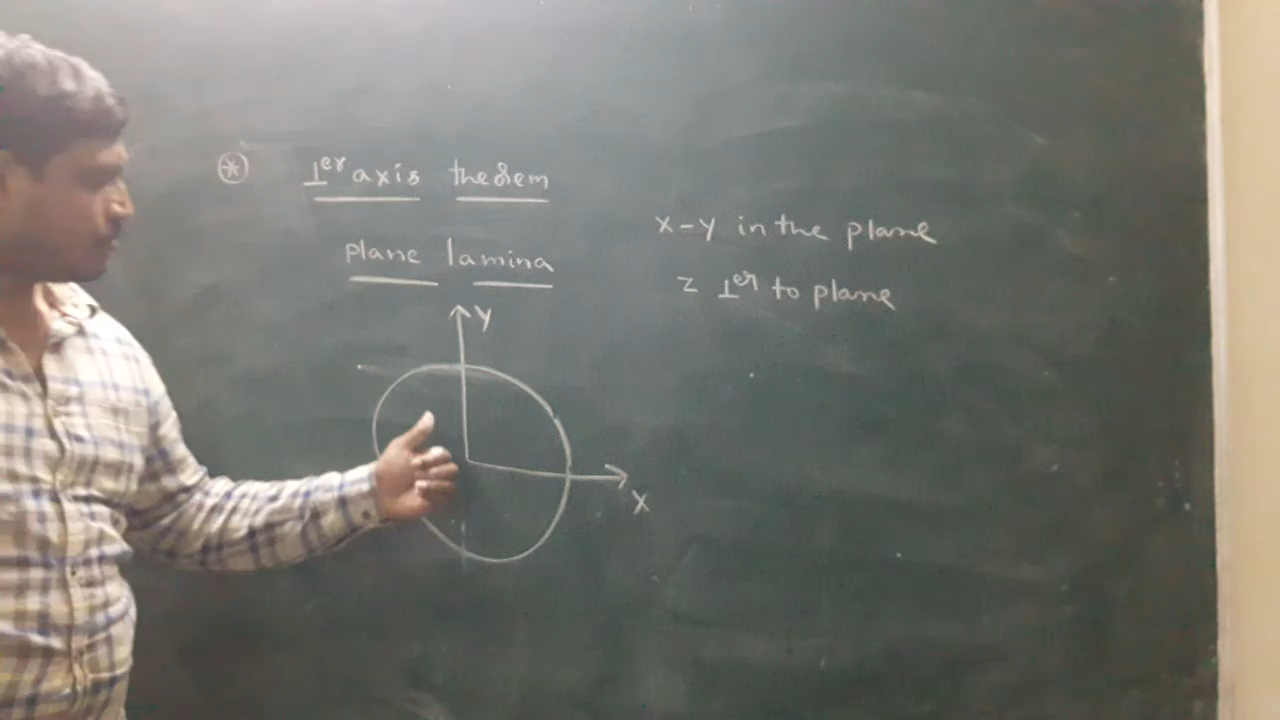 ⊛ ⊥er axis theorem
plane lamina
x-y in the plane
z ⊥er to plane
Y
X